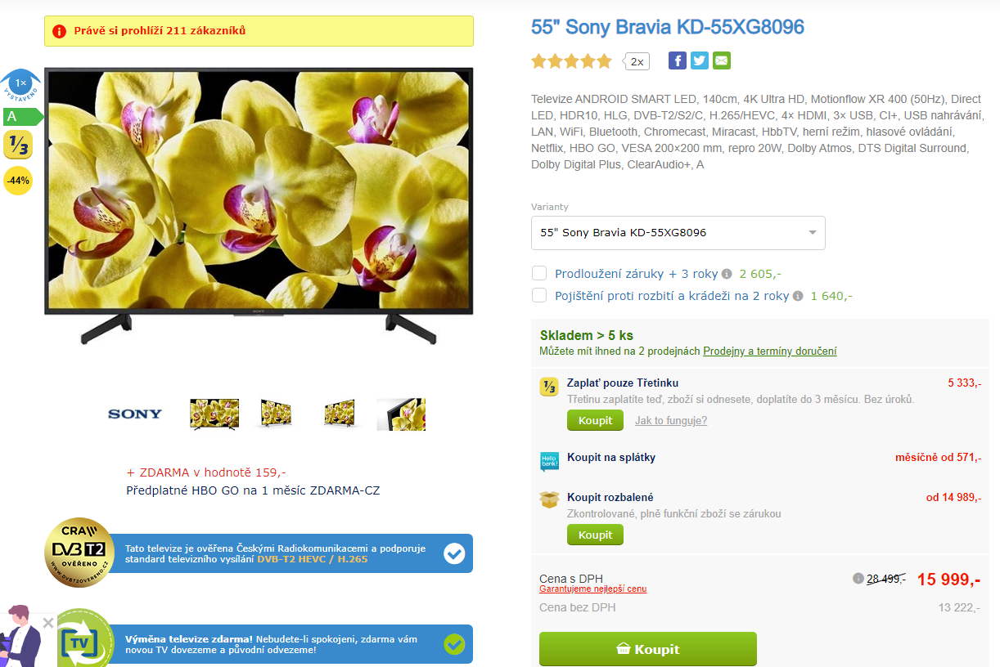 Právě si prohlíží 211 zákazníků
1×
VYSTAVENO
A
1/3
-44%
SONY
SONY
+ ZDARMA v hodnotě 159,-
Předplatné HBO GO na 1 měsíc ZDARMA-CZ
CRA
DVB T2
OVĚŘENO
WWW.DVBT2OVERENO.CZ
Tato televize je ověřena Českými Radiokomunikacemi a podporuje
standard televizního vysílání DVB-T2 HEVC / H.265
TV
Výměna televize zdarma! Nebudete-li spokojeni, zdarma vám
novou TV dovezeme a původní odvezeme!
55" Sony Bravia KD-55XG8096
2x
Televize ANDROID SMART LED, 140cm, 4K Ultra HD, Motionflow XR 400 (50Hz), Direct
LED, HDR10, HLG, DVB-T2/S2/C, H.265/HEVC, 4× HDMI, 3× USB, CI+, USB nahrávání,
LAN, WiFi, Bluetooth, Chromecast, Miracast, HbbTV, herní režim, hlasové ovládání,
Netflix, HBO GO, VESA 200×200 mm, repro 20W, Dolby Atmos, DTS Digital Surround,
Dolby Digital Plus, ClearAudio+, A
Varianty
55" Sony Bravia KD-55XG8096
Prodloužení záruky + 3 roky 2 605,-
Pojištění proti rozbití a krádeži na 2 roky 1 640,-
Skladem > 5 ks
Můžete mít ihned na 2 prodejnách Prodejny a termíny doručení
1/3
Zaplať pouze Třetinku 5 333,-
Třetinu zaplatíte teď, zboží si odnesete, doplatíte do 3 měsícu. Bez úroků.
Koupit Jak to funguje?
Hello bank!
Koupit na splátky měsíčně od 571,-
Koupit rozbalené od 14 989,-
Zkontrolované, plně funkční zboží se zárukou
Koupit
Cena s DPH 28 499,- 15 999,-
Garantujeme nejlepší cenu
Cena bez DPH 13 222,-
Koupit